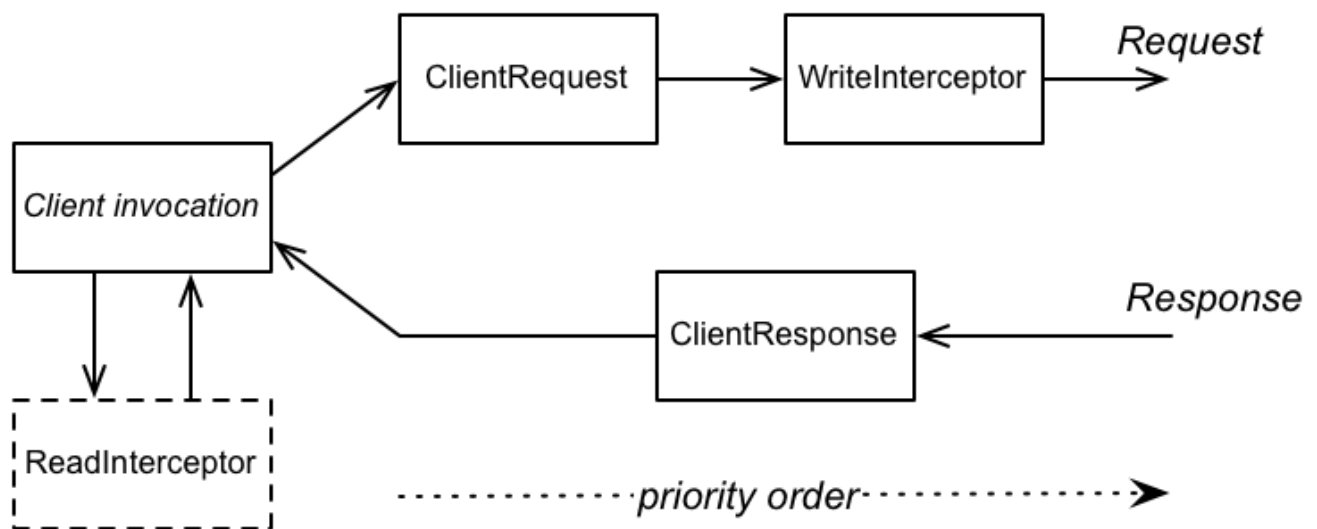 Request
ClientRequest
WriteInterceptor
Client invocation
Response
ClientResponse
ReadInterceptor
priority order